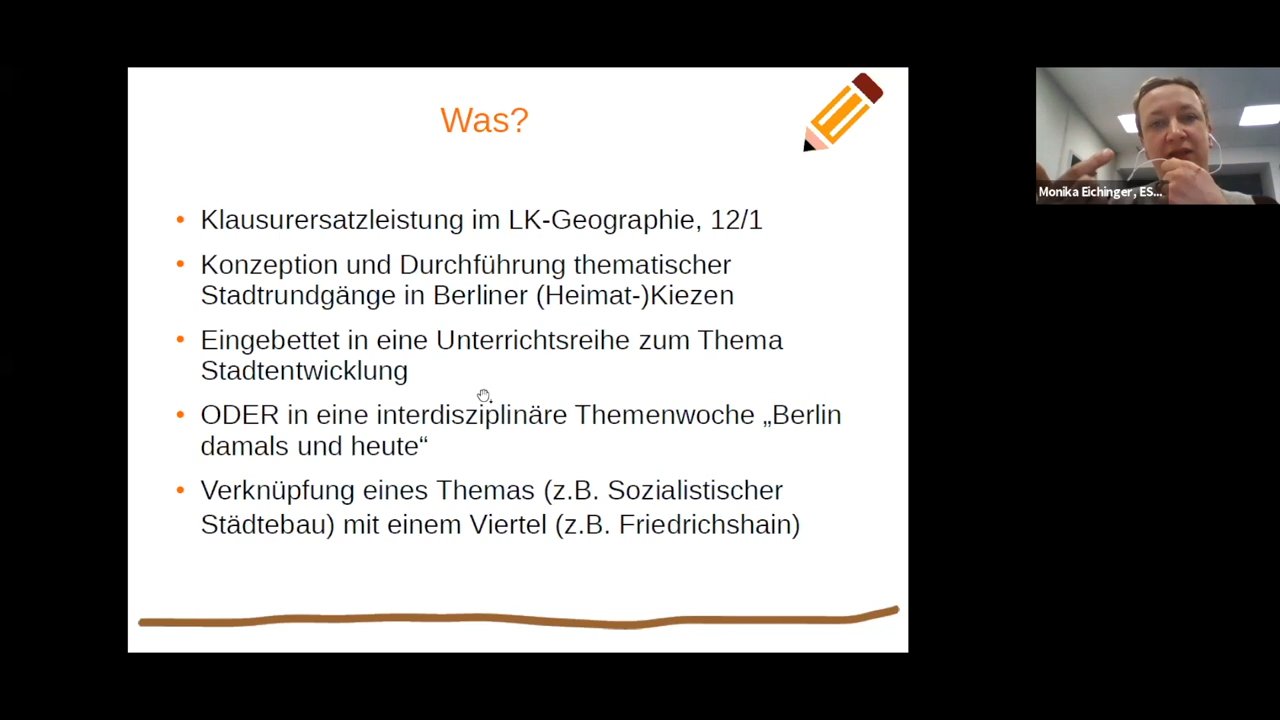 Was?
Klausurersatzleistung im LK-Geographie, 12/1
Konzeption und Durchführung thematischer
Stadtrundgänge in Berliner (Heimat-)Kiezen
Eingebettet in eine Unterrichtsreihe zum Thema
Stadtentwicklung
ODER in eine interdisziplinäre Themenwoche „Berlin
damals und heute“
Verknüpfung eines Themas (z.B. Sozialistischer
Städtebau) mit einem Viertel (z.B. Friedrichshain)
Monika Eichinger, ES...